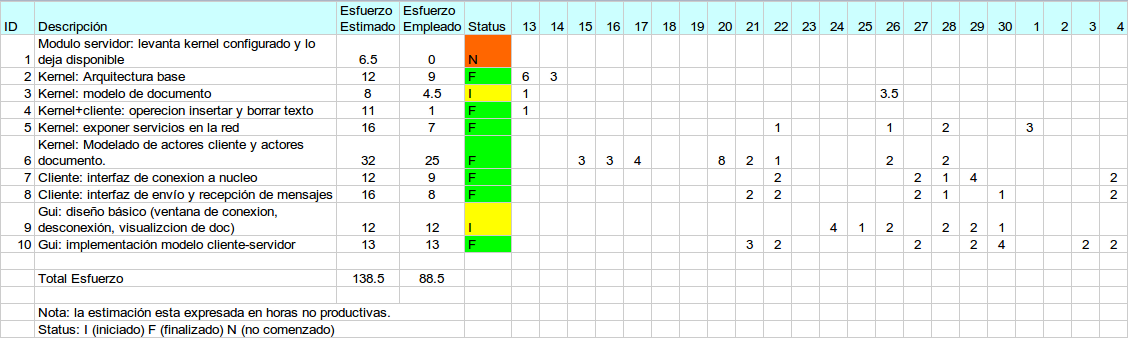 ID Descripción Esfuerzo Estimado Esfuerzo Empleado Status 13 14 15 16 17 18 19 20 21 22 23 24 25 26 27 28 29 30 1 2 3 4
Modulo servidor: levanta kernel configurado y lo
1 deja disponible 6.5 0 N
2 Kernel: Arquitectura base 12 9 F 6 3
3 Kernel: modelo de documento 8 4.5 I 1 3.5
4 Kernel+cliente: operecion insertar y borrar texto 11 1 F 1
5 Kernel: exponer servicios en la red 16 7 F 1 1 2 3
Kernel: Modelado de actores cliente y actores
6 documento. 32 25 F 3 3 4 8 2 1 2 2
7 Cliente: interfaz de conexion a nucleo 12 9 F 2 2 1 4 2
8 Cliente: interfaz de envío y recepción de mensajes 16 8 F 2 2 2 1 1 2
Gui: diseño básico (ventana de conexion,
9 desconexión, visualizcion de doc) 12 12 I 4 1 2 2 2 1
10 Gui: implementación modelo cliente-servidor 13 13 F 3 2 2 2 4 2 2
Total Esfuerzo 138.5 88.5
Nota: la estimación esta expresada en horas no productivas.
Status: I (iniciado) F (finalizado) N (no comenzado)